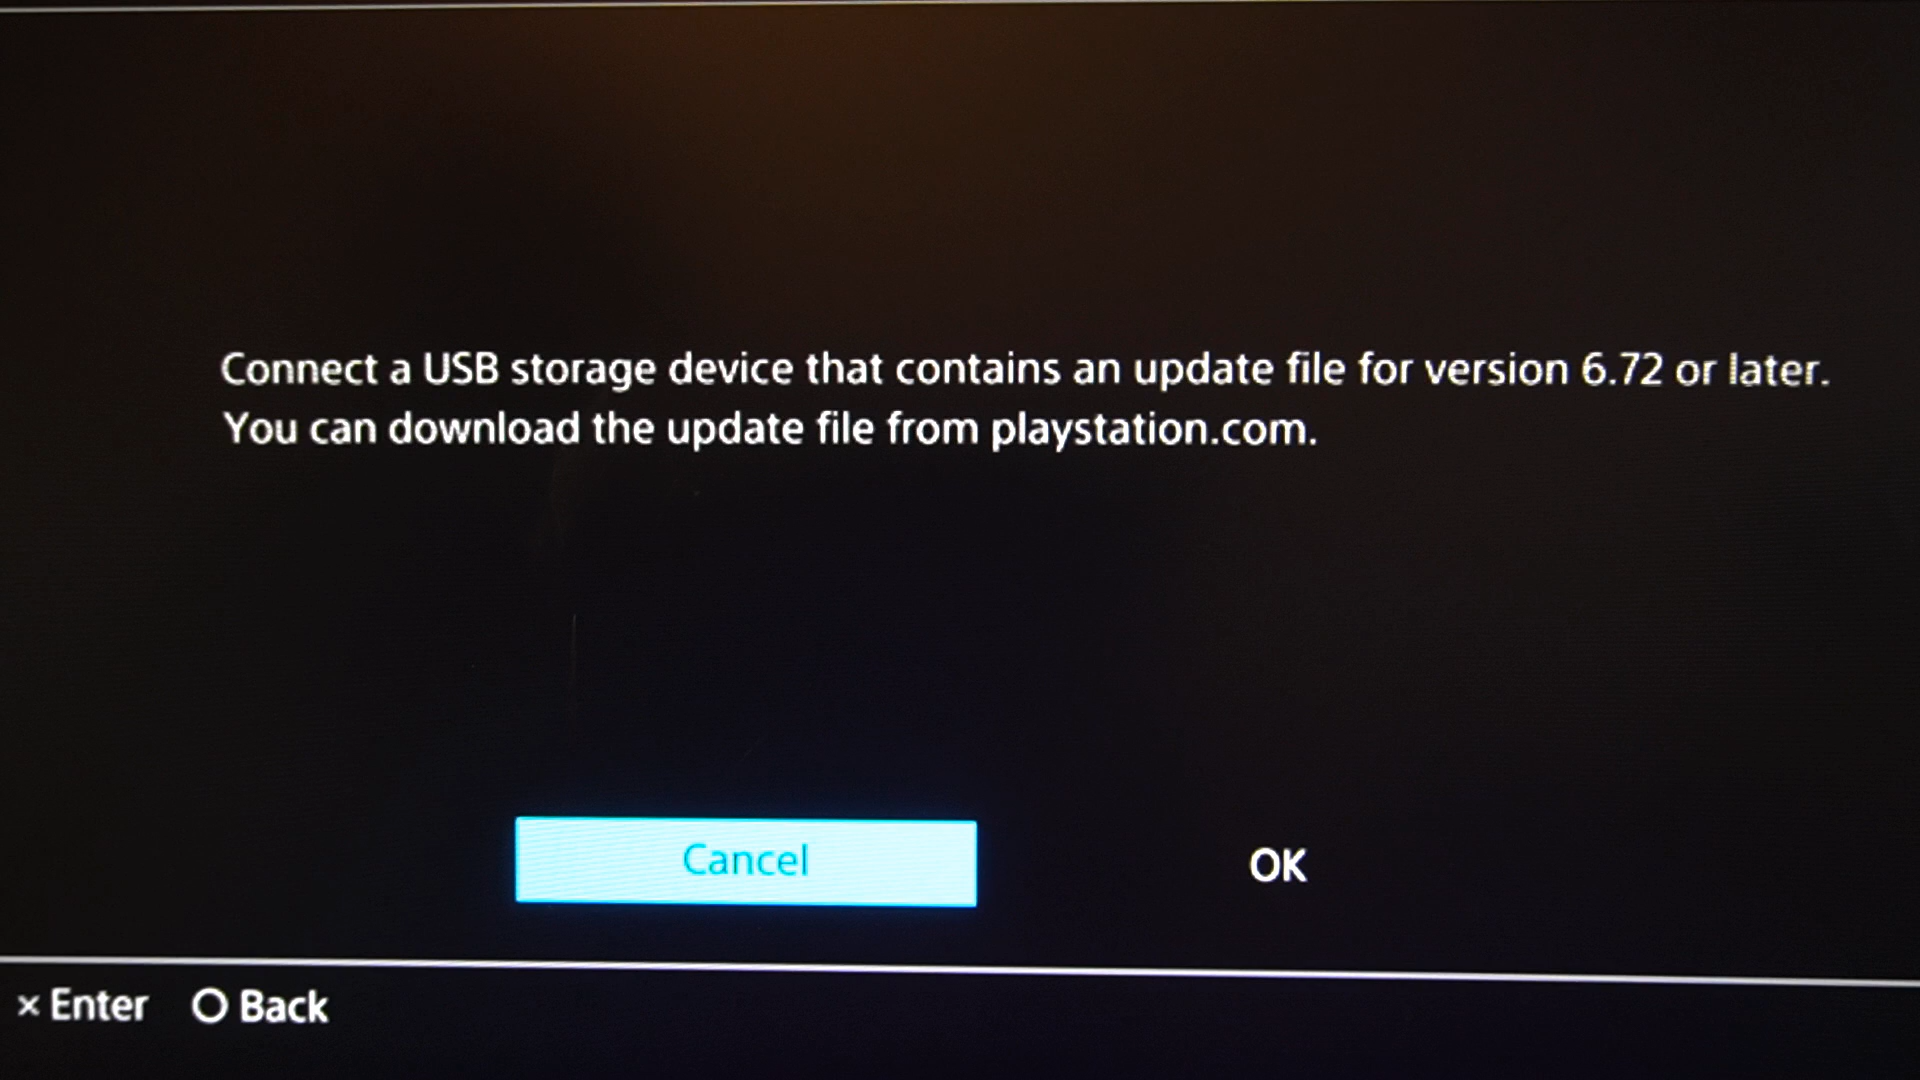 Connect a USB storage device that contains an update file for version 6.72 or later.
You can download the update file from playstation.com.
Cancel
OK
× Enter O Back